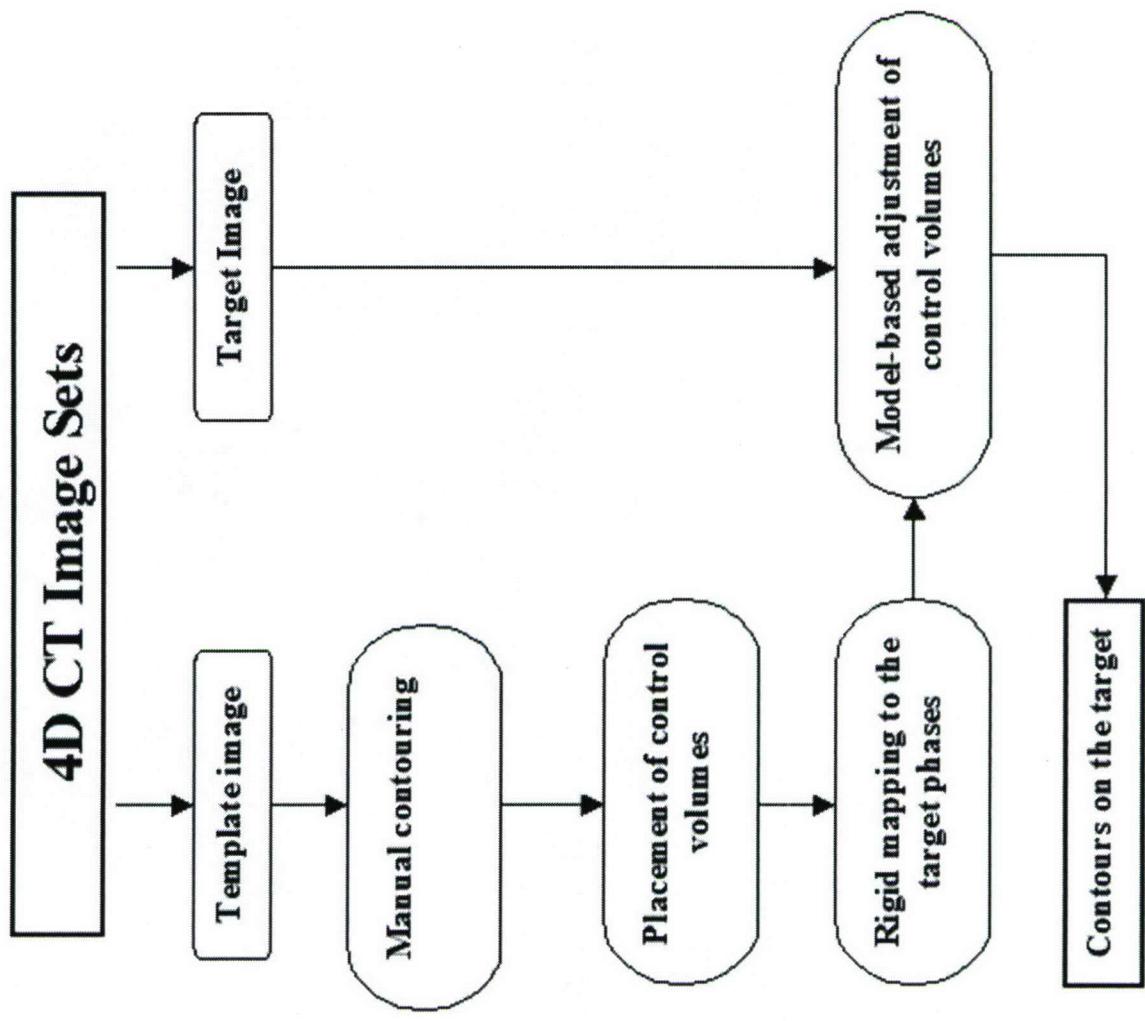 4D CT Image Sets
Template image
Target Image
Manual contouring
Placement of control
volumes
Rigid mapping to the
target phases
Model-based adjustment of
control volumes
Contours on the target